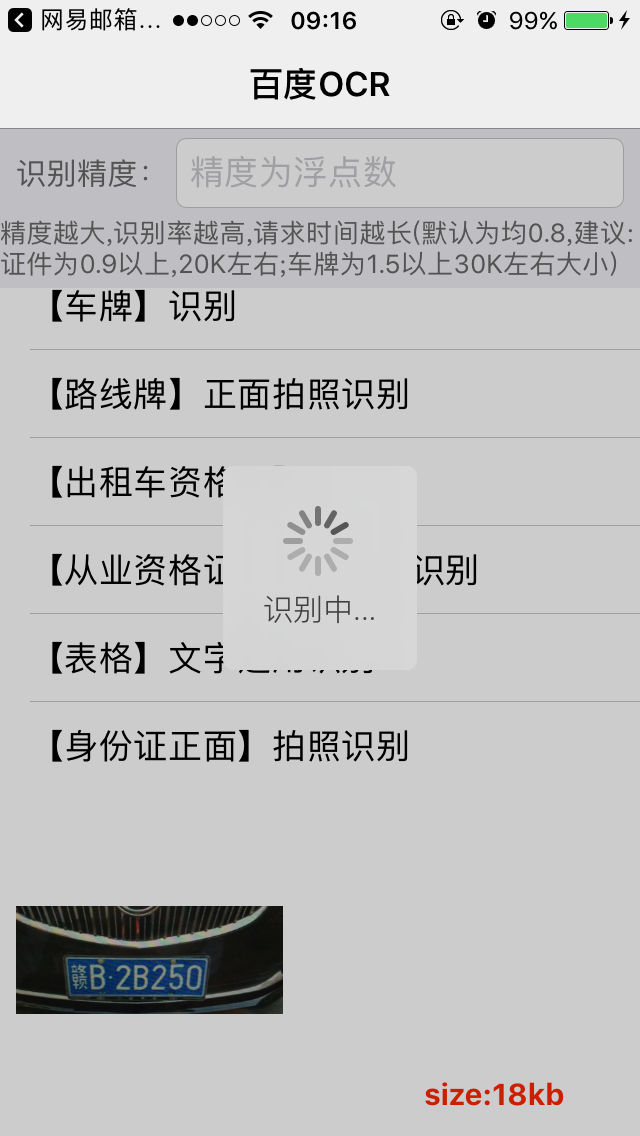 网易邮箱... 09:16 99%
百度OCR
识别精度：
精度为浮点数
精度越大,识别率越高,请求时间越长(默认为均0.8,建议:
证件为0.9以上,20K左右;车牌为1.5以上30K左右大小)
【车牌】识别
【路线牌】正面拍照识别
【出租车资格
【从业资格证 识别
识别中...
【表格】文字
【身份证正面】拍照识别
赣B·2B250
size:18kb